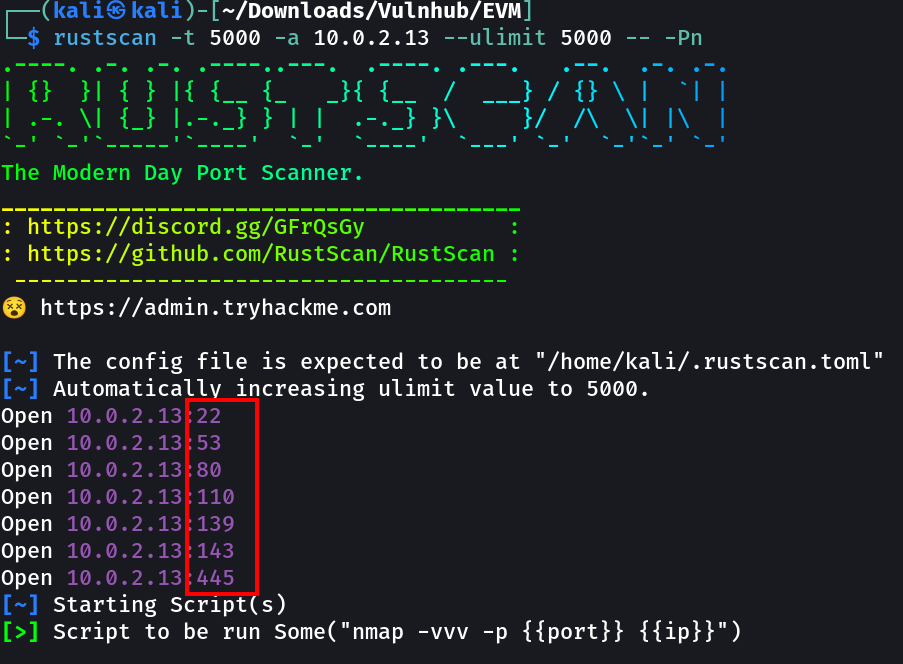 ┌──(kali㉿kali)-[~/Downloads/Vulnhub/EVM]
└─$ rustscan -t 5000 -a 10.0.2.13 --ulimit 5000 -- -Pn
.----. .-. .-. .----..---.  .----. .---.   .--.  .-. .-.
| {}  }| { } |{ {__ {_   _}{ {__  /  ___} / {} \ |  `| |
| .-. \| {_} |.-._} } | |  .-._} }\     }/  /\  \| |\  |
`-' `-'`-----'`----'  `-'  `----'  `---' `-'  `-'`-' `-'
The Modern Day Port Scanner.
________________________________________
: https://discord.gg/GFrQsGy           :
: https://github.com/RustScan/RustScan :
 --------------------------------------
😵 https://admin.tryhackme.com
[~] The config file is expected to be at "/home/kali/.rustscan.toml"
[~] Automatically increasing ulimit value to 5000.
Open 10.0.2.13:22
Open 10.0.2.13:53
Open 10.0.2.13:80
Open 10.0.2.13:110
Open 10.0.2.13:139
Open 10.0.2.13:143
Open 10.0.2.13:445
[~] Starting Script(s)
[>] Script to be run Some("nmap -vvv -p {{port}} {{ip}}")